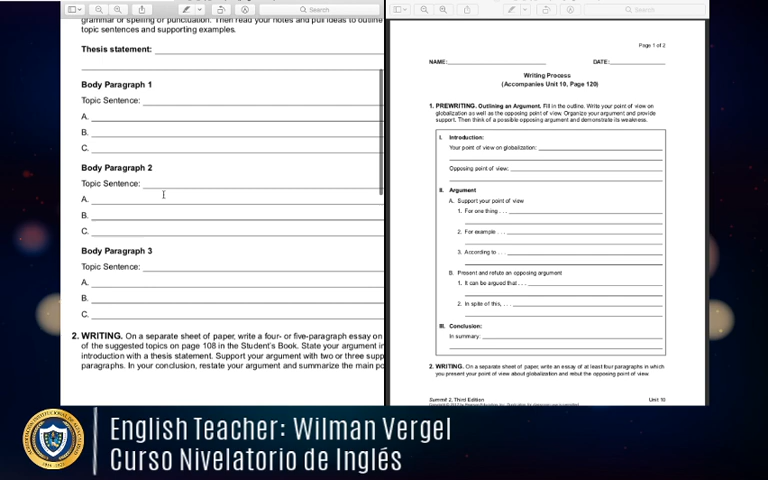 Search
Search
grammar or spelling or punctuation. Then read your notes and pull ideas to outline
topic sentences and supporting examples.
Thesis statement:
Body Paragraph 1
Topic Sentence:
A.
B.
C.
Body Paragraph 2
Topic Sentence:
A.
B.
C.
Body Paragraph 3
Topic Sentence:
A.
B.
C.
2. WRITING. On a separate sheet of paper, write a four- or five-paragraph essay on
of the suggested topics on page 108 in the Student's Book. State your argument in
introduction with a thesis statement. Support your argument with two or three supp
paragraphs. In your conclusion, restate your argument and summarize the main po
Page 1 of 2
NAME: DATE:
Writing Process
(Accompanies Unit 10, Page 120)
1. PREWRITING. Outlining an Argument. Fill in the outline. Write your point of view on
globalization as well as the opposing point of view. Organize your argument and provide
support. Then think of a possible opposing argument and demonstrate its weakness.
I. Introduction:
Your point of view on globalization:
Opposing point of view:
II. Argument
A. Support your point of view
1. For one thing . . .
2. For example . . .
3. According to . . .
B. Present and refute an opposing argument
1. It can be argued that . . .
2. In spite of this, . . .
III. Conclusion:
In summary:
2. WRITING. On a separate sheet of paper, write an essay of at least four paragraphs in which
you present your point of view about globalization and rebut the opposing point of view
Summit 2, Third Edition Unit 10
English Teacher: Wilman Vergel
Curso Nivelatorio de Inglés